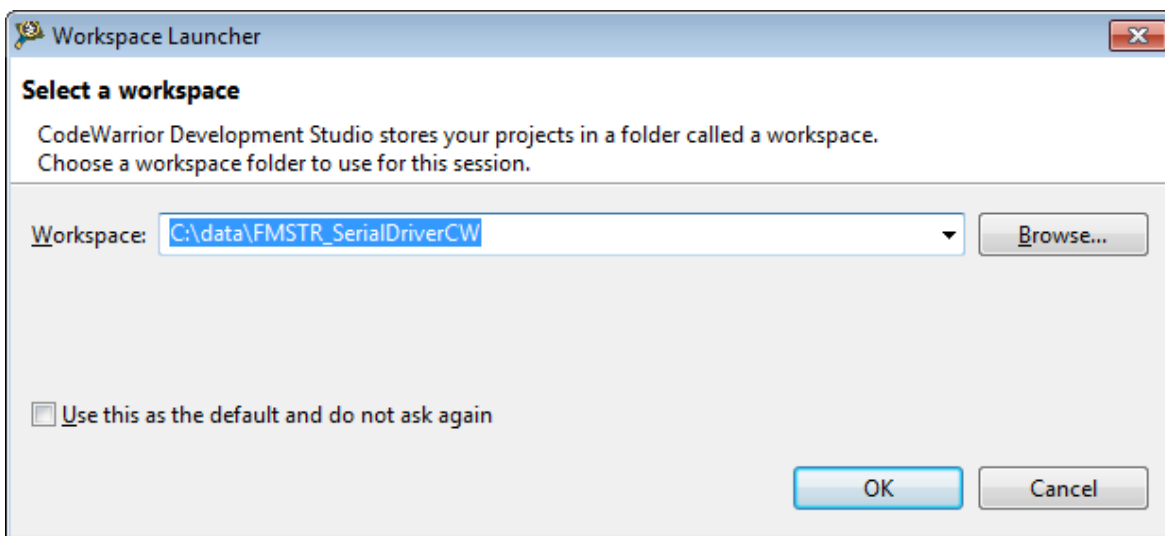 Workspace Launcher
Select a workspace
CodeWarrior Development Studio stores your projects in a folder called a workspace.
Choose a workspace folder to use for this session.
Workspace: C:\data\FMSTR_SerialDriverCW Browse...
Use this as the default and do not ask again
OK Cancel